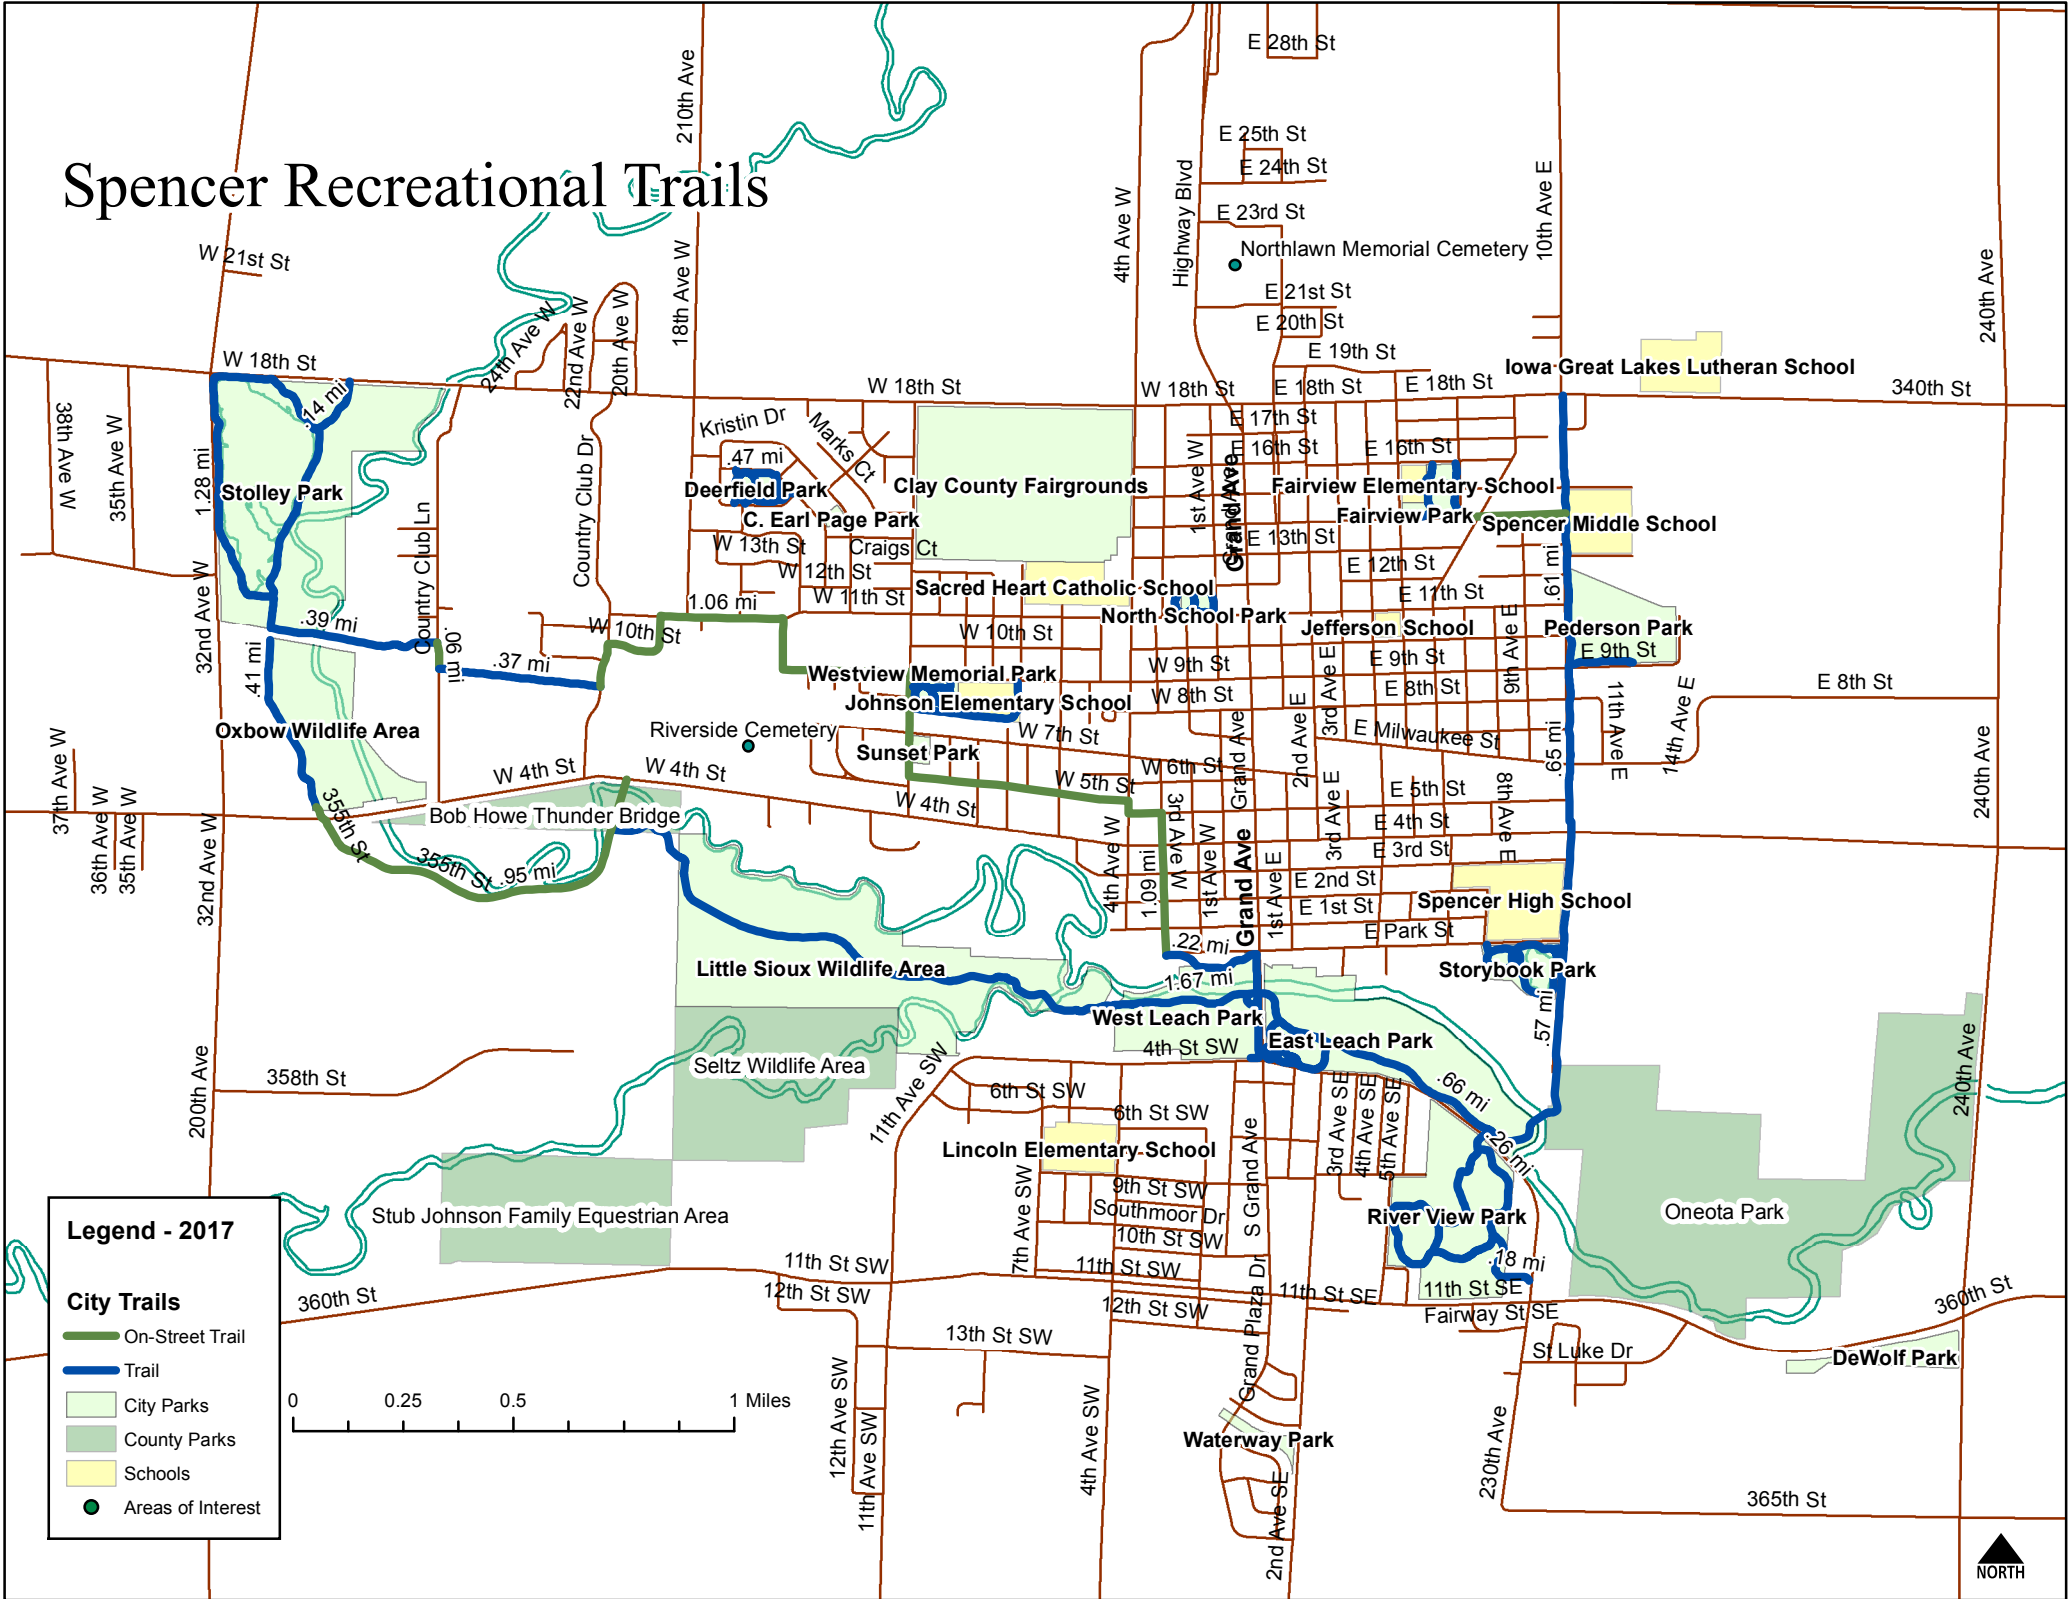 Spencer Recreational Trails
E 28th St
210th Ave
E 25th St
E 24th St
10th Ave E
4th Ave W
Highway Blvd
E 23rd St
Northlawn Memorial Cemetery
W 21st St
18th Ave W
240th Ave
E 21st St
E 20th St
24th Ave W
22nd Ave W
20th Ave W
E 19th St
Iowa Great Lakes Lutheran School
W 18th St
W 18th St
W 18th St
E 18th St
E 18th St
340th St
.14 mi
38th Ave W
35th Ave W
1.28 mi
Stolley Park
Kristin Dr
Marks Ct
.47 mi
Deerfield Park
C. Earl Page Park
Clay County Fairgrounds
E 17th St
E 16th St
E 16th St
1st Ave W
Grand Ave
Grand Ave
Fairview Elementary School
Fairview Park
Spencer Middle School
Country Club Ln
Country Club Dr
W 13th St
Craigs Ct
E 13th St
W 12th St
E 12th St
Sacred Heart Catholic School
W 11th St
E 11th St
.61 mi
32nd Ave W
1.06 mi
North School Park
.39 mi
W 10th St
W 10th St
Jefferson School
9th Ave E
Pederson Park
.06 mi
.37 mi
.41 mi
W 9th St
3rd Ave E
E 9th St
E 9th St
Westview Memorial Park
Johnson Elementary School
W 8th St
E 8th St
E 8th St
Oxbow Wildlife Area
Riverside Cemetery
W 7th St
Grand Ave
2nd Ave E
E Milwaukee St
.65 mi
11th Ave E
14th Ave E
Sunset Park
37th Ave W
36th Ave W
35th Ave W
W 4th St
W 4th St
W 6th St
W 5th St
W 4th St
240th Ave
E 5th St
8th Ave E
Bob Howe Thunder Bridge
355th St
355th St
.95 mi
32nd Ave W
4th Ave W
3rd Ave W
1st Ave W
Grand Ave
1st Ave E
3rd Ave E
E 4th St
E 3rd St
E 2nd St
E 1st St
E Park St
Spencer High School
1.09 mi
.22 mi
Little Sioux Wildlife Area
1.67 mi
Storybook Park
.57 mi
West Leach Park
East Leach Park
4th St SW
200th Ave
358th St
Seltz Wildlife Area
11th Ave SW
6th St SW
6th St SW
.66 mi
3rd Ave SE
4th Ave SE
5th Ave SE
240th Ave
Lincoln Elementary School
S Grand Ave
.26 mi
7th Ave SW
9th St SW
Southmoor Dr
10th St SW
Stub Johnson Family Equestrian Area
River View Park
Oneota Park
11th St SW
11th St SW
.18 mi
12th St SW
12th St SW
11th St SE
11th St SE
Fairway St SE
360th St
360th St
Grand Plaza Dr
13th St SW
St Luke Dr
DeWolf Park
12th Ave SW
11th Ave SW
4th Ave SW
Waterway Park
2nd Ave SE
230th Ave
365th St
Legend - 2017
City Trails
On-Street Trail
Trail
City Parks
County Parks
Schools
Areas of Interest
0 0.25 0.5 1 Miles
NORTH